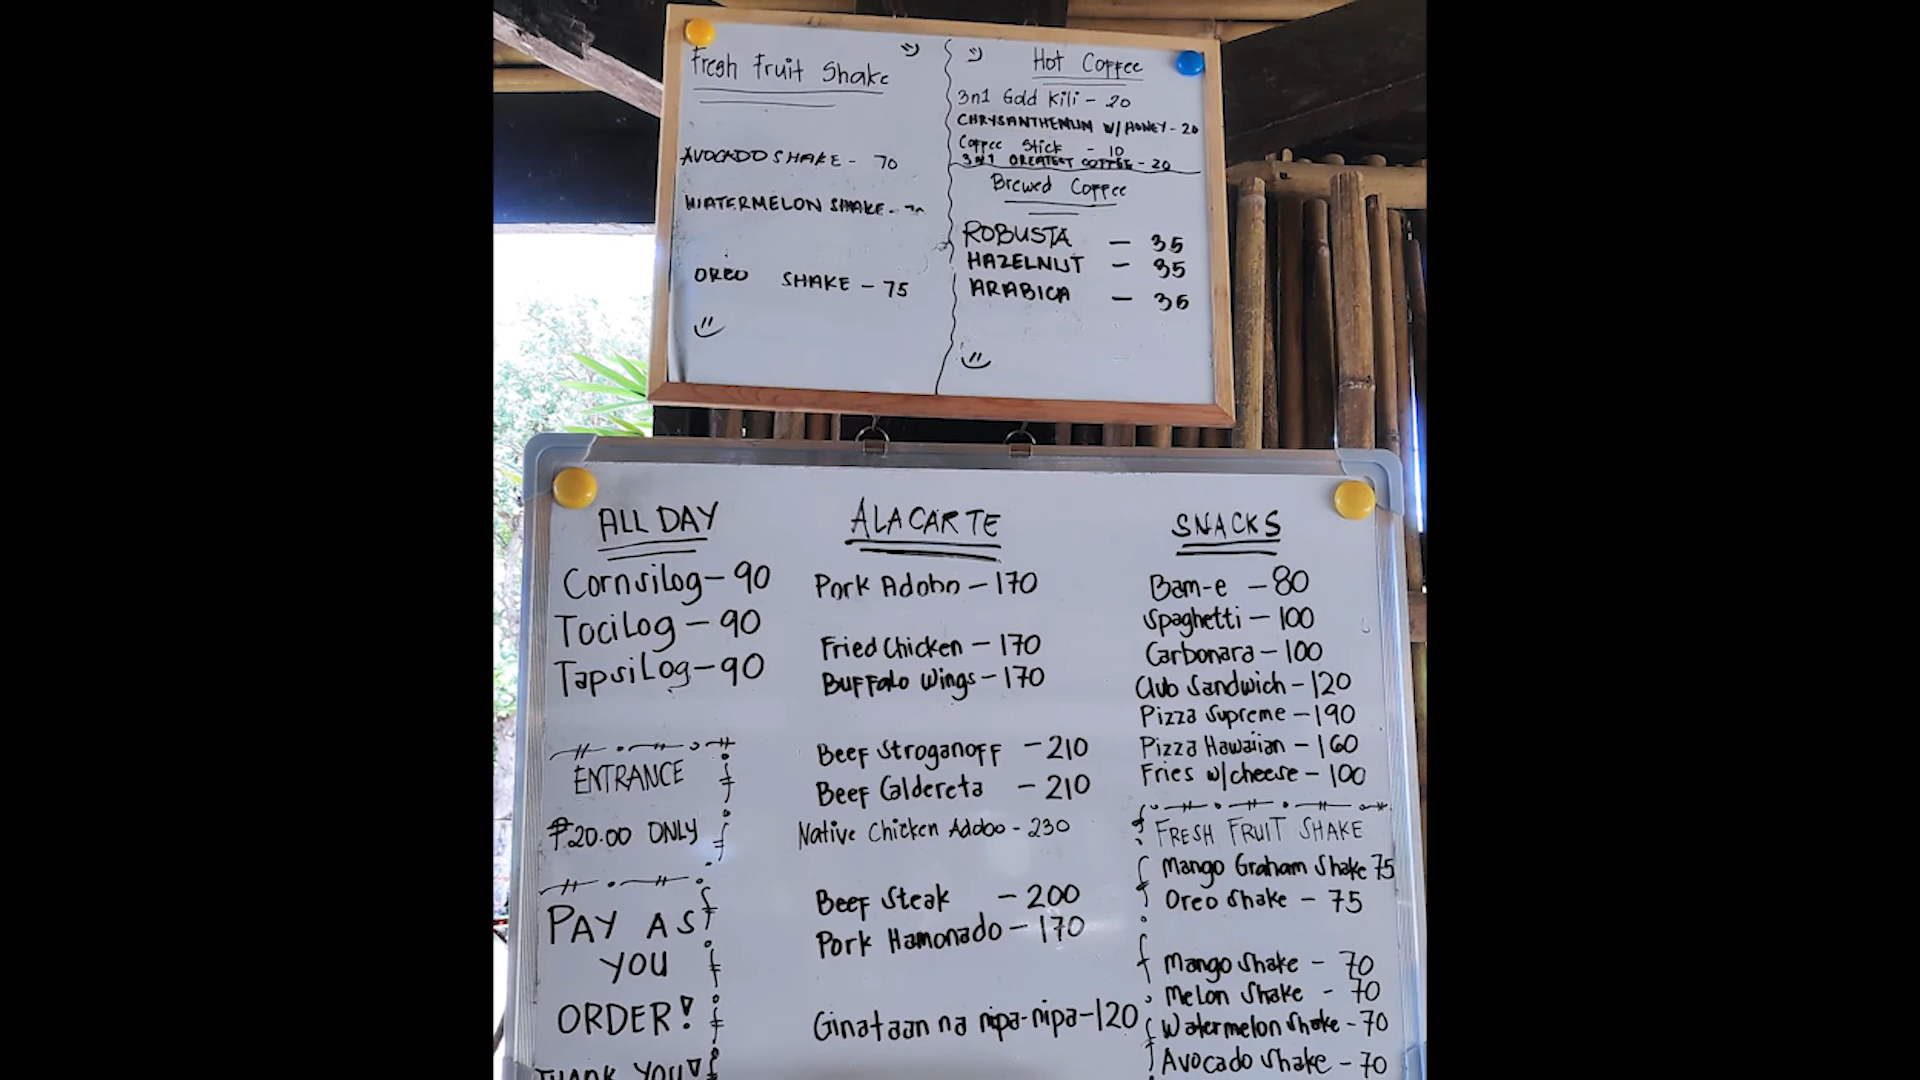 Fresh Fruit Shake
AVOCADO SHAKE - 70
WATERMELON SHAKE - 70
OREO SHAKE - 75
Hot Coffee
3n1 Gold Kili - 20
CHRYSANTHEMUM W/ HONEY - 20
Coffee Stick - 10
3N1 GREATEST COFFEE - 20
Brewed Coffee
ROBUSTA - 35
HAZELNUT - 35
ARABICA - 35
ALL DAY
Cornsilog - 90
Tocilog - 90
Tapsilog - 90
ENTRANCE
₱20.00 ONLY
PAY AS
YOU
ORDER!
THANK YOU!
ALACARTE
Pork Adobo - 170
Fried Chicken - 170
Buffalo Wings - 170
Beef Stroganoff - 210
Beef Caldereta - 210
Native Chicken Adobo - 230
Beef Steak - 200
Pork Hamonado - 170
Ginataan na nipa-nipa - 120
SNACKS
Bam-e - 80
Spaghetti - 100
Carbonara - 100
Club Sandwich - 120
Pizza Supreme - 190
Pizza Hawaiian - 160
Fries w/cheese - 100
FRESH FRUIT SHAKE
Mango Graham Shake 75
Oreo Shake - 75
Mango Shake - 70
Melon Shake - 70
Watermelon Shake - 70
Avocado Shake - 70